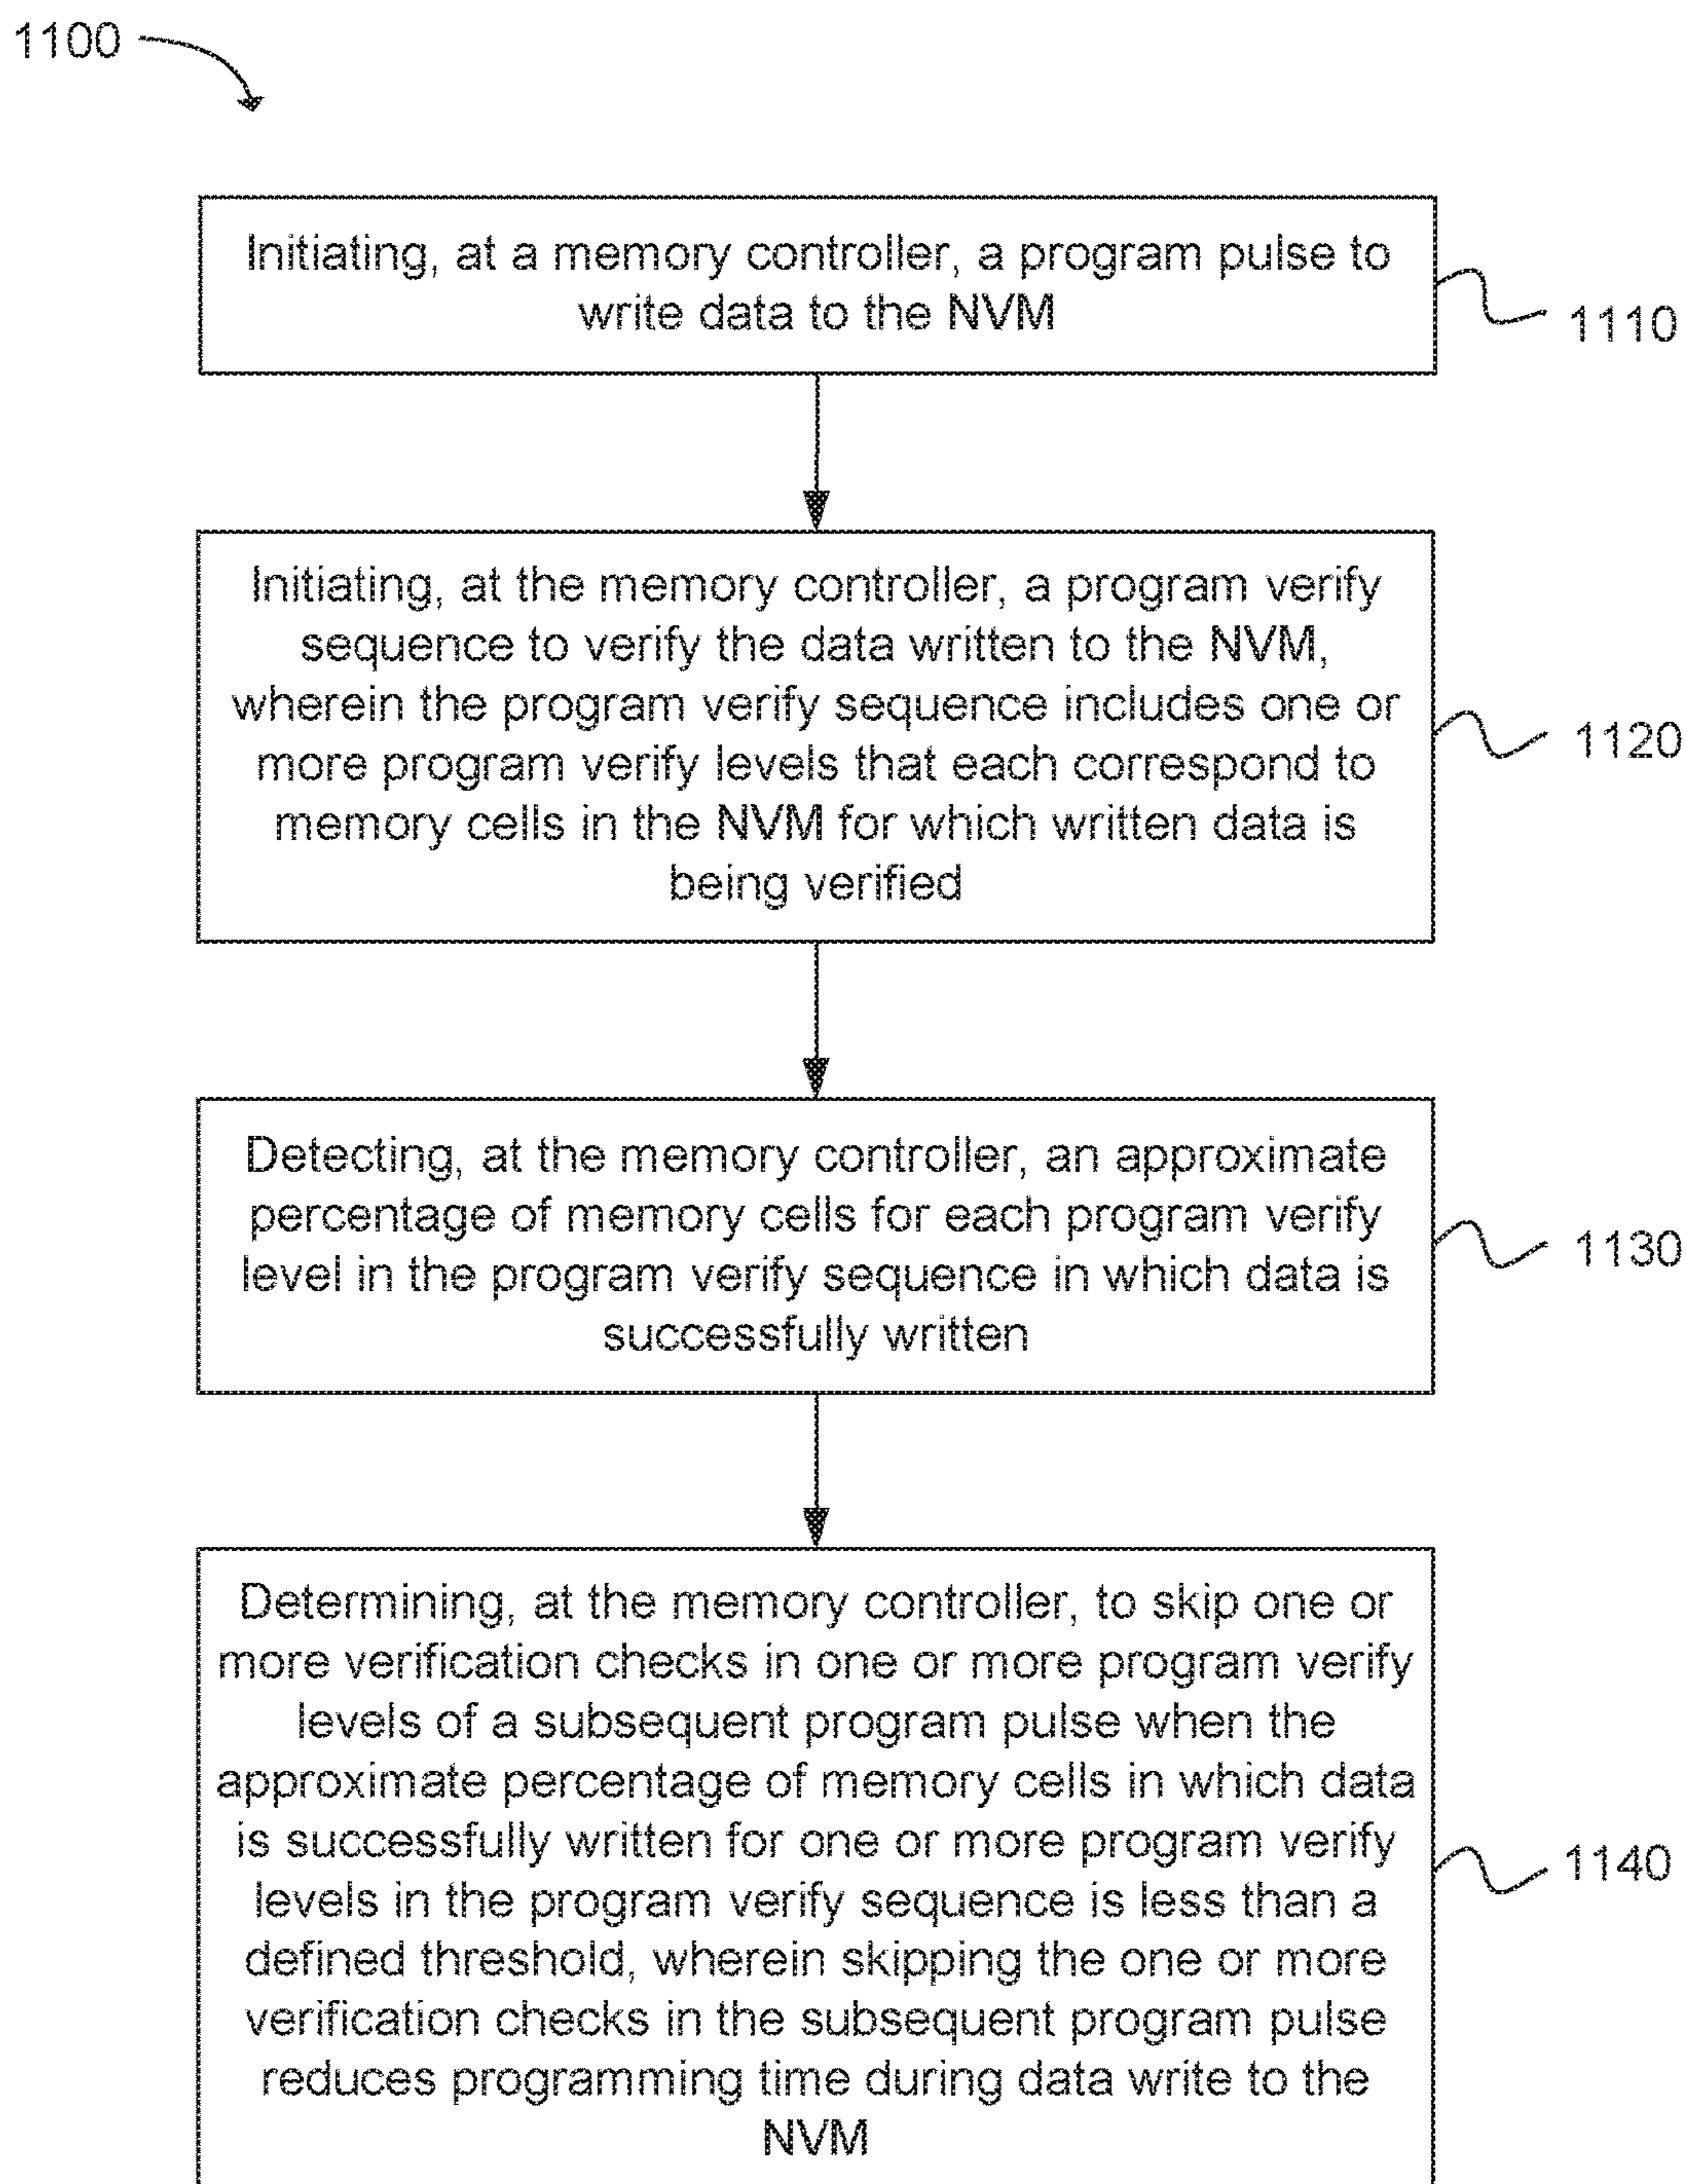 1100
Initiating, at a memory controller, a program pulse to
write data to the NVM
1110
Initiating, at the memory controller, a program verify
sequence to verify the data written to the NVM,
wherein the program verify sequence includes one or
more program verify levels that each correspond to
memory cells in the NVM for which written data is
being verified
1120
Detecting, at the memory controller, an approximate
percentage of memory cells for each program verify
level in the program verify sequence in which data is
successfully written
1130
Determining, at the memory controller, to skip one or
more verification checks in one or more program verify
levels of a subsequent program pulse when the
approximate percentage of memory cells in which data
is successfully written for one or more program verify
levels in the program verify sequence is less than a
defined threshold, wherein skipping the one or more
verification checks in the subsequent program pulse
reduces programming time during data write to the
NVM
1140